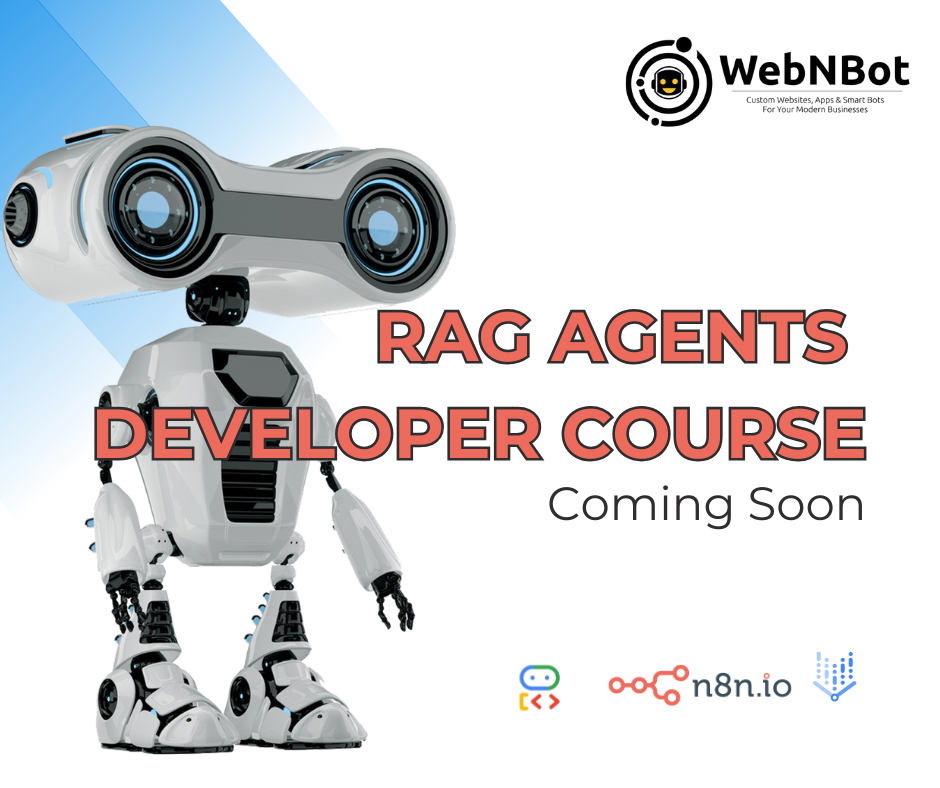 WebNBot
Custom Websites, Apps & Smart Bots
For Your Modern Businesses
RAG AGENTS
DEVELOPER COURSE
Coming Soon
n8n.io